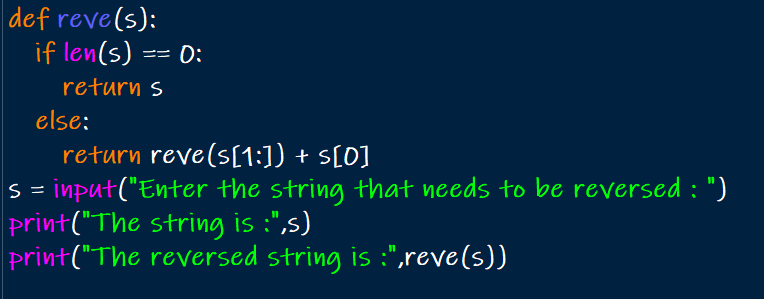 def reve(s):
  if len(s) == 0:
    return s
  else:
    return reve(s[1:]) + s[0]
s = input("Enter the string that needs to be reversed : ")
print("The string is :",s)
print("The reversed string is :",reve(s))